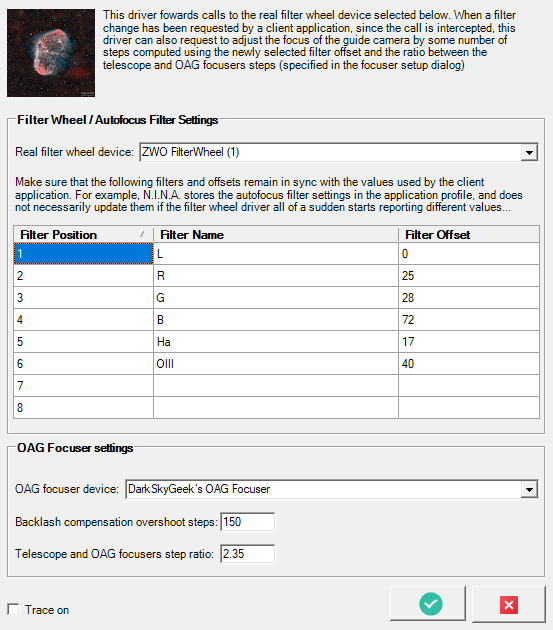 This driver fowards calls to the real filter wheel device selected below. When a filter
change has been requested by a client application, since the call is intercepted, this
driver can also request to adjust the focus of the guide camera by some number of
steps computed using the newly selected filter offset and the ratio between the
telescope and OAG focusers steps (specified in the focuser setup dialog)
Filter Wheel / Autofocus Filter Settings
Real filter wheel device: ZWO FilterWheel (1)
Make sure that the following filters and offsets remain in sync with the values used by the client
application. For example, N.I.N.A. stores the autofocus filter settings in the application profile, and does
not necessarily update them if the filter wheel driver all of a sudden starts reporting different values...
Filter Position Filter Name Filter Offset
1 L 0
2 R 25
3 G 28
4 B 72
5 Ha 17
6 OIII 40
7
8
OAG Focuser settings
OAG focuser device: DarkSkyGeek's OAG Focuser
Backlash compensation overshoot steps: 150
Telescope and OAG focusers step ratio: 2.35
Trace on